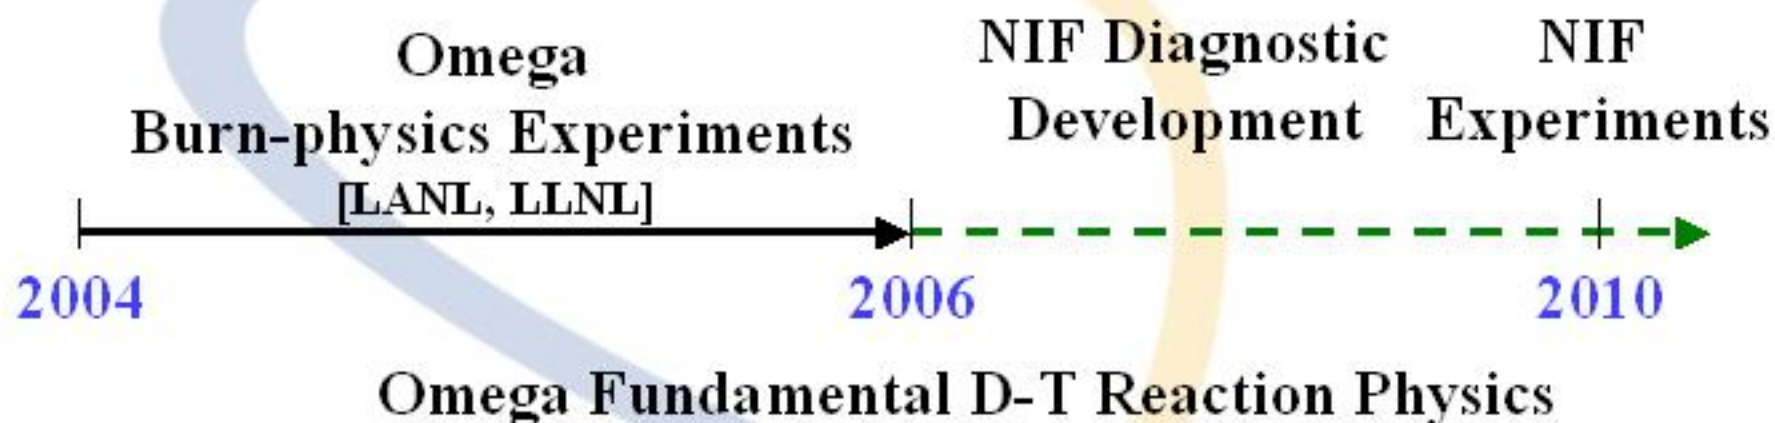 Omega
Burn-physics Experiments
[LANL, LLNL]
NIF Diagnostic
Development
NIF
Experiments
2004
2006
2010
Omega Fundamental D-T Reaction Physics